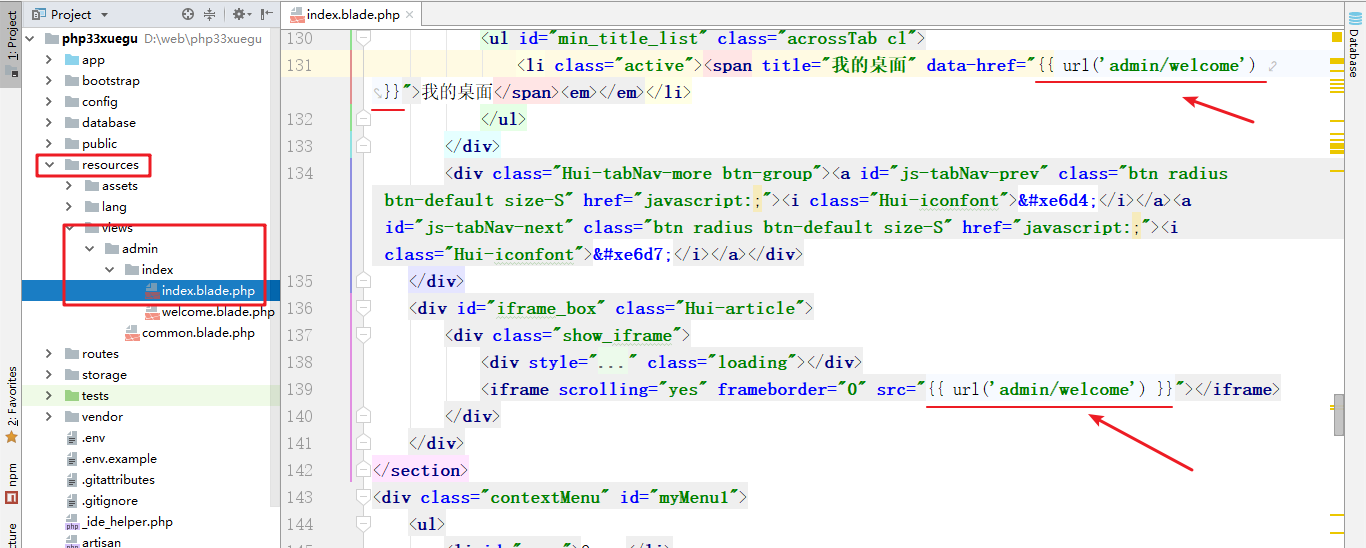 1: Project
2: Favorites
npm
cture
Project
php33xuegu D:\web\php33xuegu
app
bootstrap
config
database
public
resources
assets
lang
views
admin
index
index.blade.php
welcome.blade.php
common.blade.php
routes
storage
tests
vendor
.env
.env.example
.gitattributes
.gitignore
_ide_helper.php
artisan
index.blade.php
130 <ul id="min_title_list" class="acrossTab cl">
131 <li class="active"><span title="我的桌面" data-href="{{ url('admin/welcome')
}}">我的桌面</span><em></em></li>
132 </ul>
133 </div>
134 <div class="Hui-tabNav-more btn-group"><a id="js-tabNav-prev" class="btn radius
btn-default size-S" href="javascript:;"><i class="Hui-iconfont">&#xe6d4;</i></a><a
id="js-tabNav-next" class="btn radius btn-default size-S" href="javascript:;"><i
class="Hui-iconfont">&#xe6d7;</i></a></div>
135 </div>
136 <div id="iframe_box" class="Hui-article">
137 <div class="show_iframe">
138 <div style="..." class="loading"></div>
139 <iframe scrolling="yes" frameborder="0" src="{{ url('admin/welcome') }}"></iframe>
140 </div>
141 </div>
142 </section>
143 <div class="contextMenu" id="myMenu1">
144 <ul>
Database